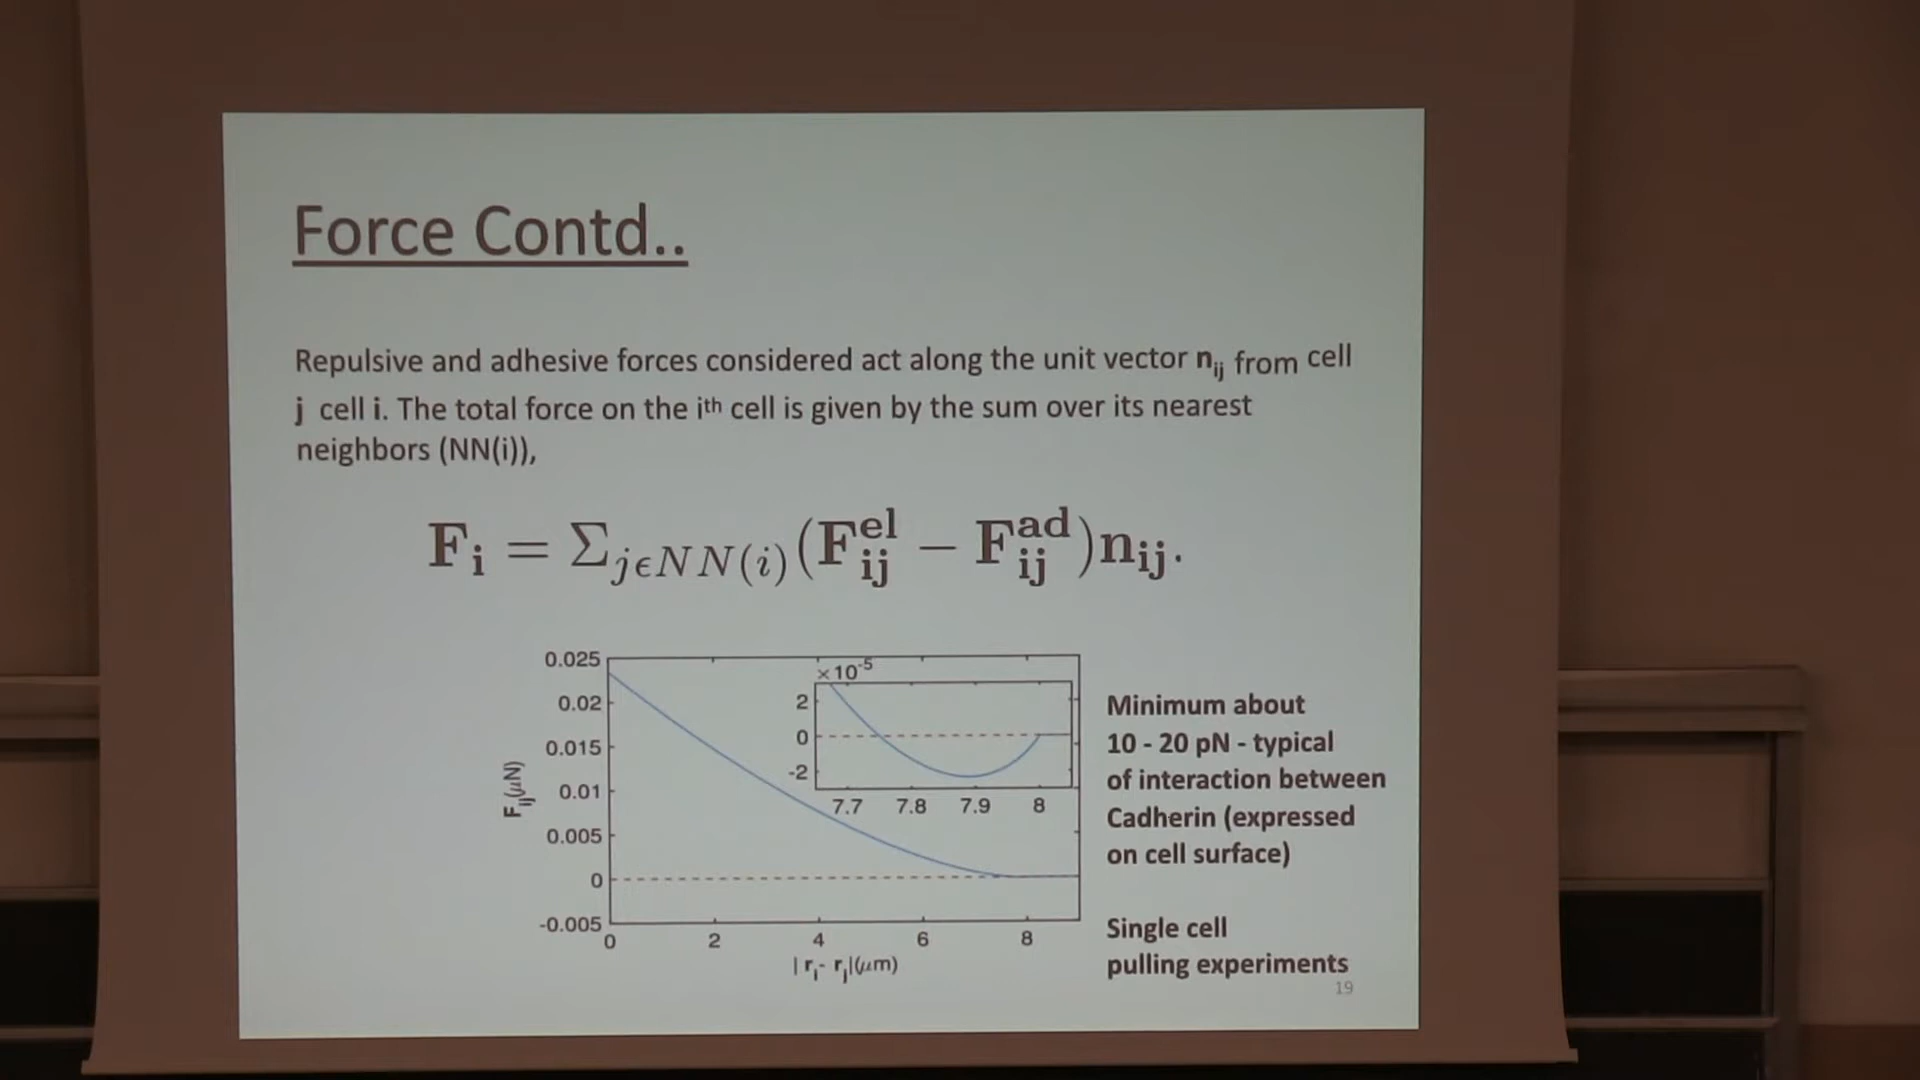 Force Contd..
Repulsive and adhesive forces considered act along the unit vector n_ij from cell
j cell i. The total force on the i^th cell is given by the sum over its nearest
neighbors (NN(i)),
F_i = Σ_{jϵNN(i)} (F_ij^el − F_ij^ad) n_ij.
0.025
0.02
0.015
0.01
0.005
0
-0.005
F_ij(μN)
0 2 4 6 8
| r_i- r_j|(μm)
×10^-5
2
0
-2
7.7 7.8 7.9 8
Minimum about
10 - 20 pN - typical
of interaction between
Cadherin (expressed
on cell surface)
Single cell
pulling experiments
19